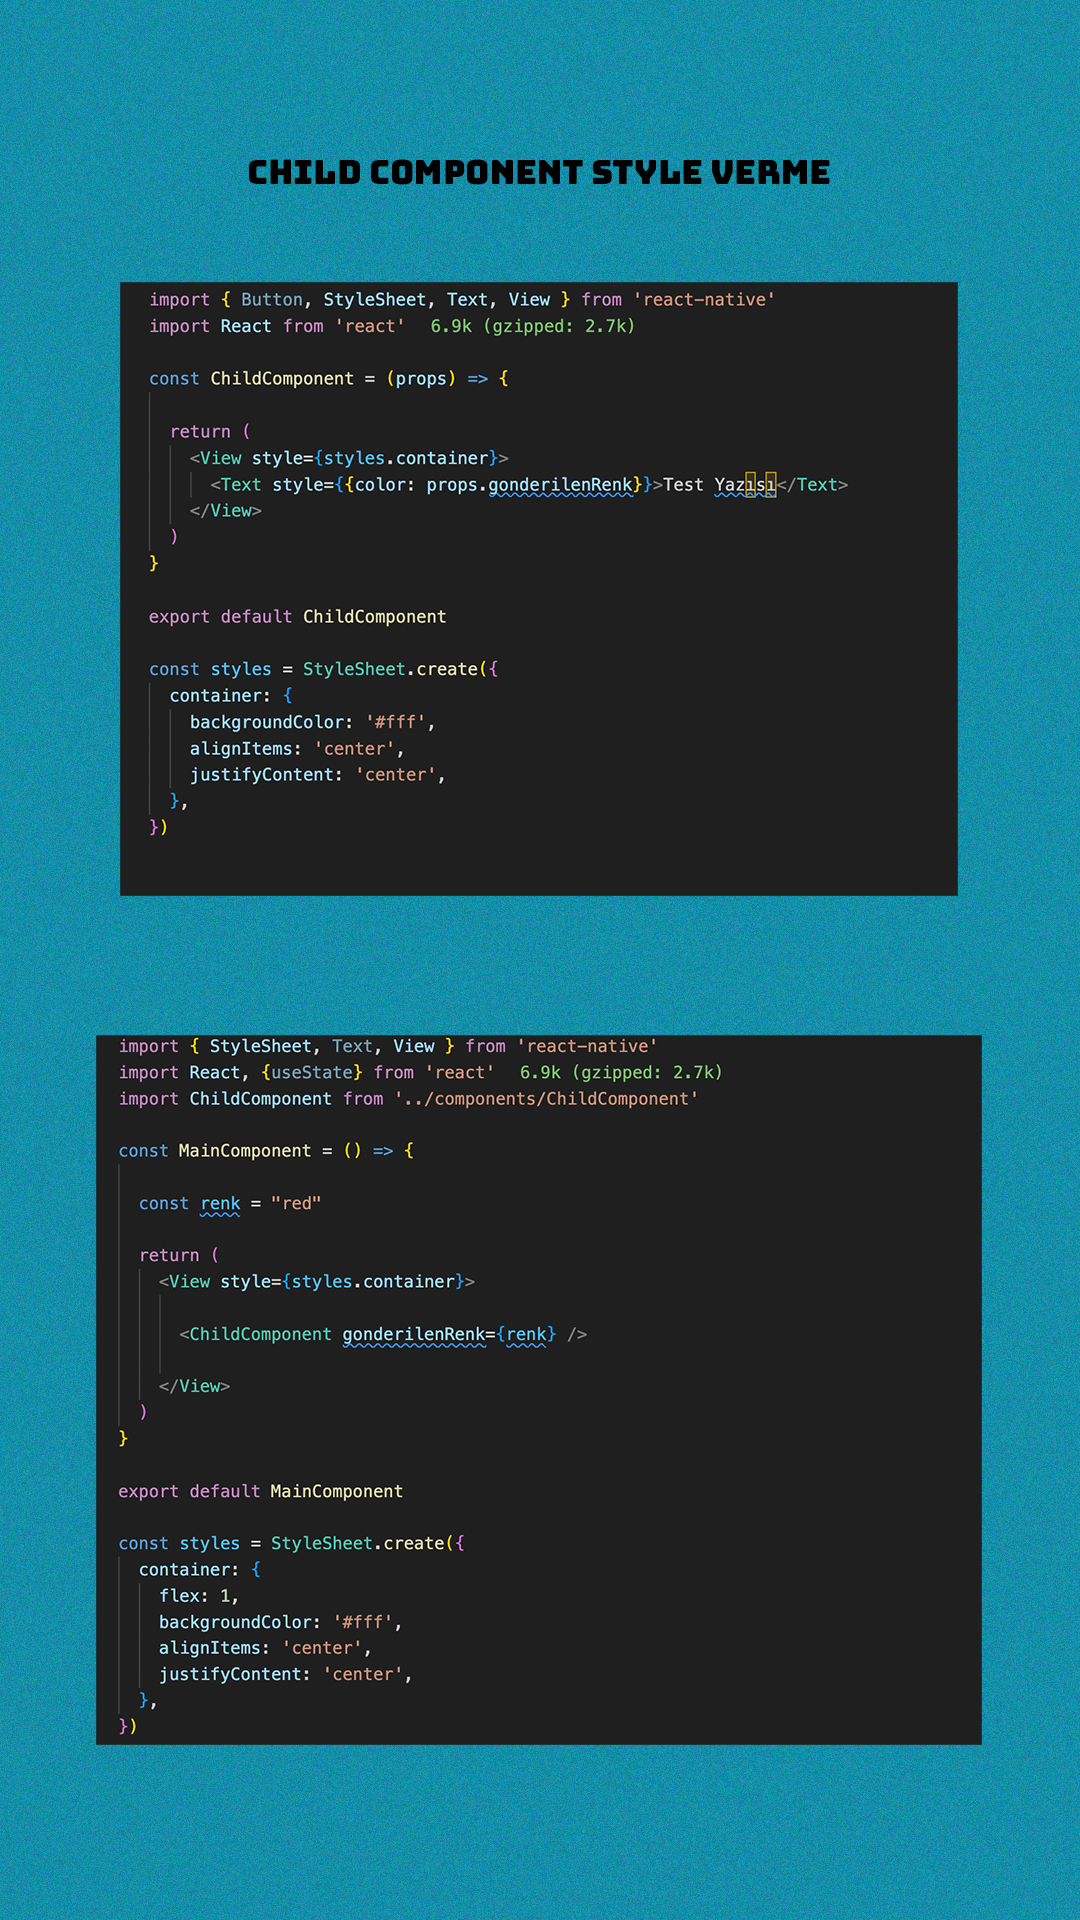 CHILD COMPONENT STYLE VERME
import { Button, StyleSheet, Text, View } from 'react-native'
import React from 'react' 6.9k (gzipped: 2.7k)
const ChildComponent = (props) => {
return (
<View style={styles.container}>
<Text style={{color: props.gonderilenRenk}}>Test Yazısı</Text>
</View>
)
}
export default ChildComponent
const styles = StyleSheet.create({
container: {
backgroundColor: '#fff',
alignItems: 'center',
justifyContent: 'center',
},
})
import { StyleSheet, Text, View } from 'react-native'
import React, {useState} from 'react' 6.9k (gzipped: 2.7k)
import ChildComponent from '../components/ChildComponent'
const MainComponent = () => {
const renk = "red"
return (
<View style={styles.container}>
<ChildComponent gonderilenRenk={renk} />
</View>
)
}
export default MainComponent
const styles = StyleSheet.create({
container: {
flex: 1,
backgroundColor: '#fff',
alignItems: 'center',
justifyContent: 'center',
},
})